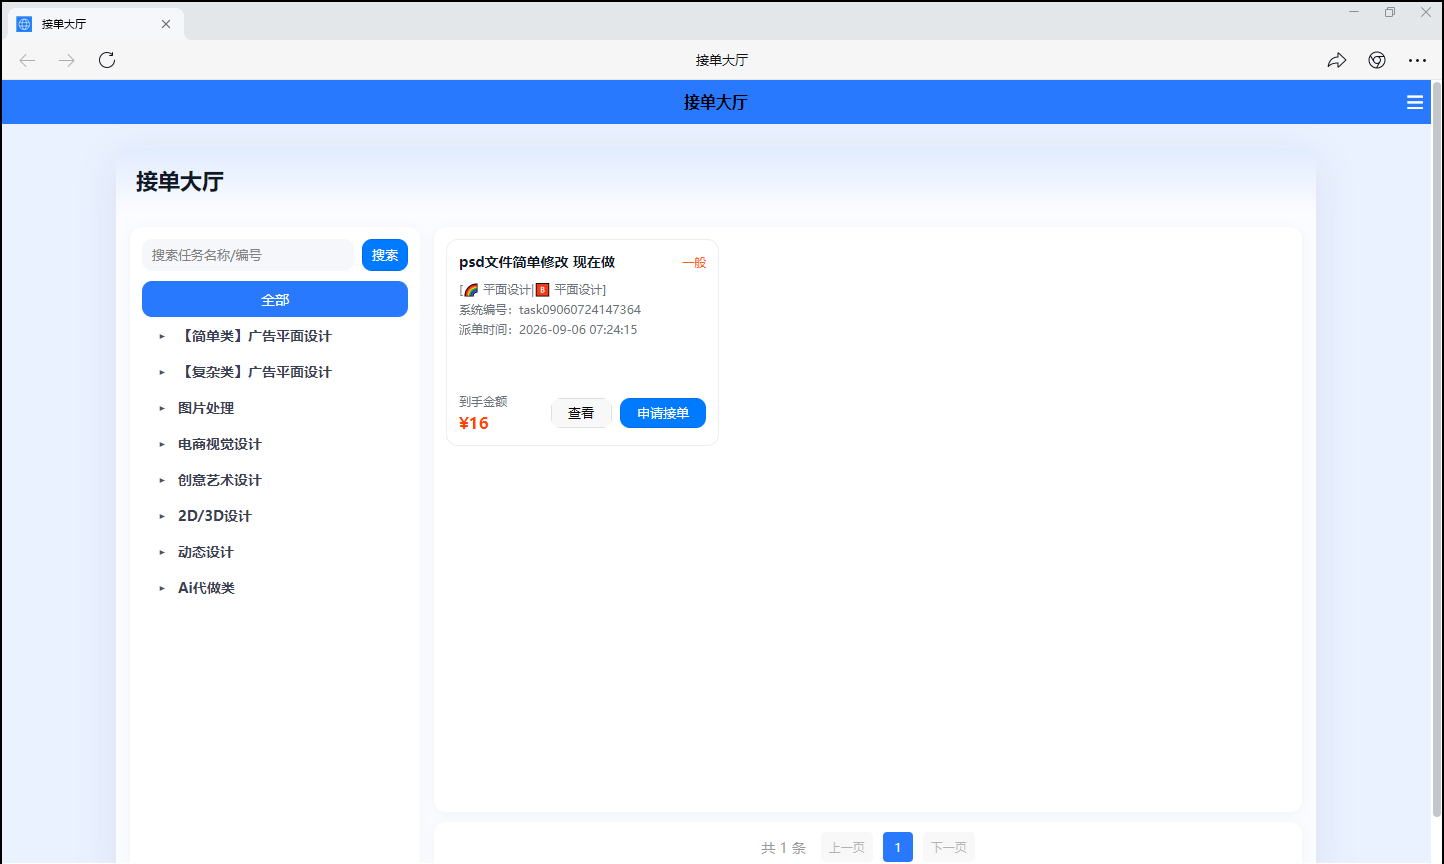 接单大厅
接单大厅
接单大厅
接单大厅
搜索任务名称/编号
搜索
全部
【简单类】广告平面设计
【复杂类】广告平面设计
图片处理
电商视觉设计
创意艺术设计
2D/3D设计
动态设计
Ai代做类
psd文件简单修改 现在做
一般
[🌈 平面设计|🅱 平面设计]
系统编号：task09060724147364
派单时间：2026-09-06 07:24:15
到手金额
¥16
查看
申请接单
共 1 条
上一页
1
下一页